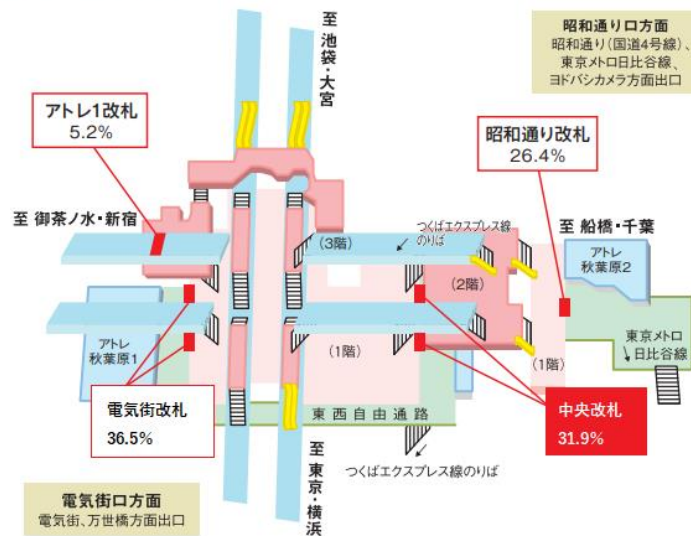 至 池袋・大宮
昭和通り口方面
昭和通り(国道4号線)、
東京メトロ日比谷線、
ヨドバシカメラ方面出口
アトレ1改札
5.2%
昭和通り改札
26.4%
至 御茶ノ水・新宿
つくばエクスプレス線
のりば
(3階)
至 船橋・千葉
アトレ
秋葉原2
(2階)
アトレ
秋葉原1
(1階)
(1階)
東京メトロ
日比谷線
電気街改札
36.5%
中央改札
31.9%
東西自由通路
つくばエクスプレス線のりば
至 東京・横浜
電気街口方面
電気街、万世橋方面出口